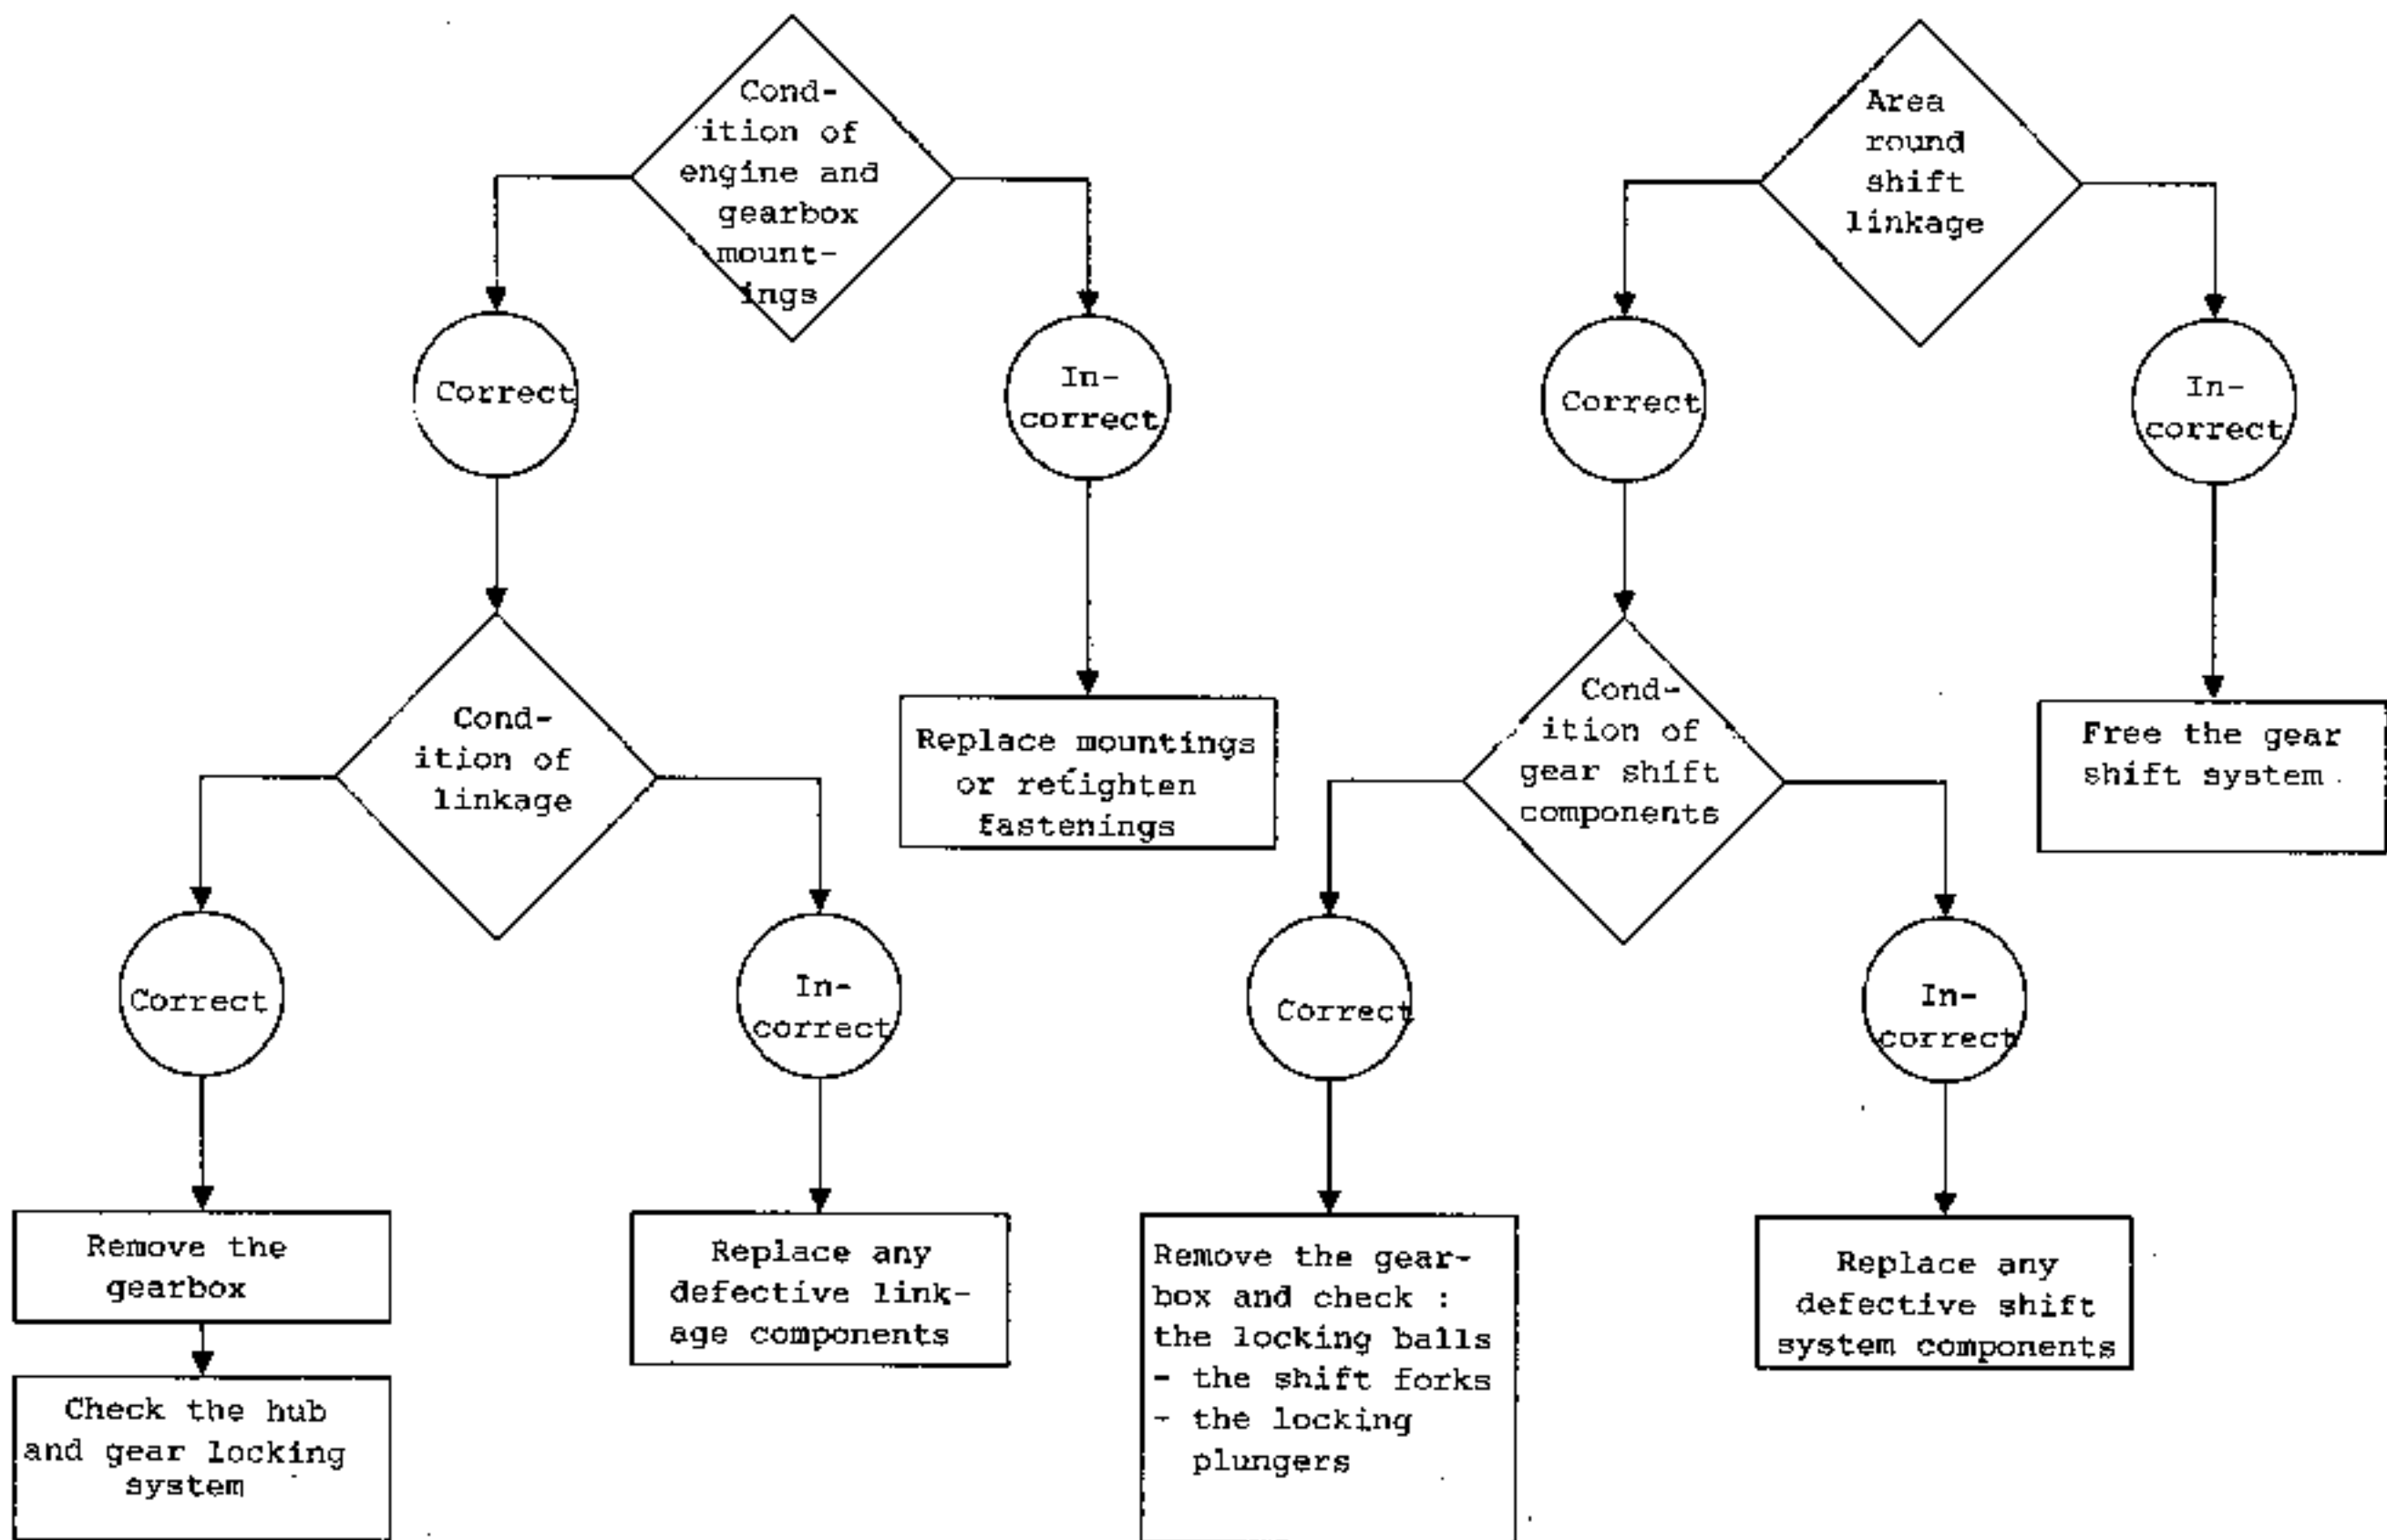 Cond-
ition of
engine and
gearbox
mount-
ings
Correct
In-
correct
Cond-
ition of
linkage
Replace mountings
or retighten
fastenings
Correct
In-
correct
Remove the
gearbox
Check the hub
and gear locking
system
Replace any
defective link-
age components
Area
round
shift
linkage
Correct
In-
correct
Cond-
ition of
gear shift
components
Free the gear
shift system
Correct
In-
correct
Remove the gear-
box and check :
the locking balls
- the shift forks
- the locking
plungers
Replace any
defective shift
system components